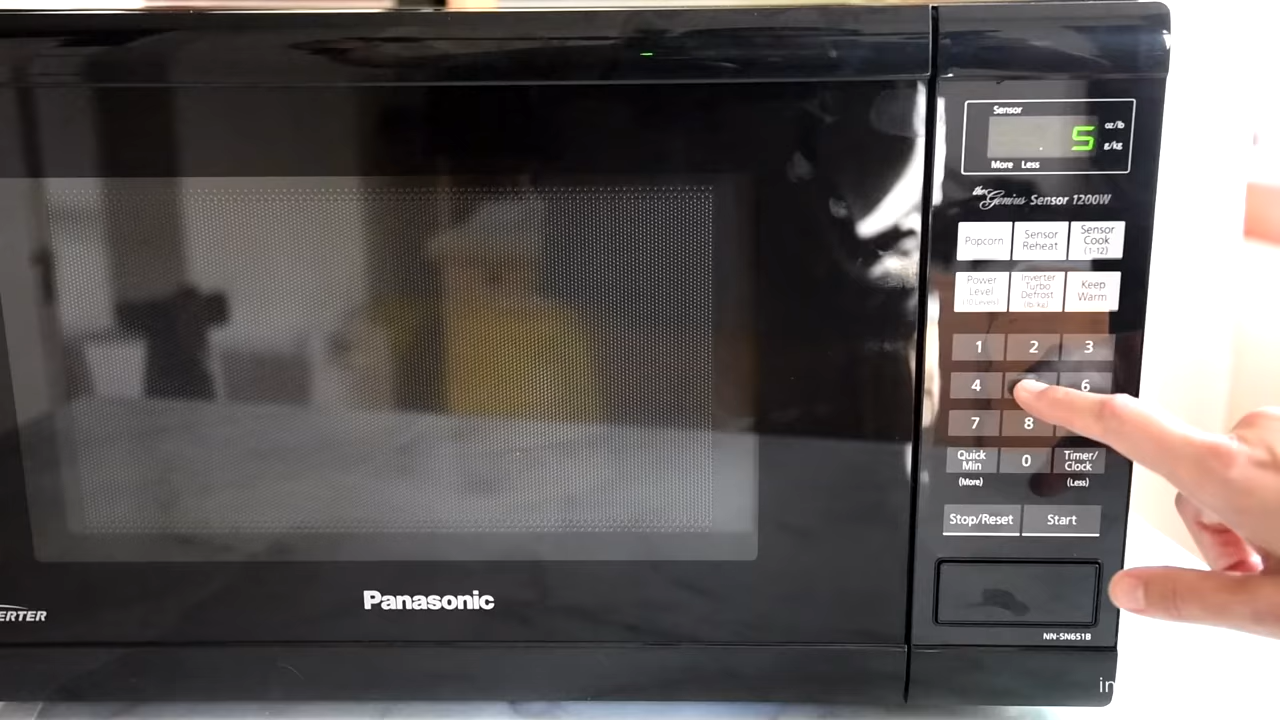 Sensor
5
oz/lb
g/kg
More Less
the Genius Sensor 1200W
Popcorn
Sensor Reheat
Sensor Cook (1-12)
Power Level (10 Levels)
Inverter Turbo Defrost (lb, kg)
Keep Warm
1 2 3
4 6
7 8
Quick Min (More)
0
Timer/Clock (Less)
Stop/Reset Start
Panasonic
ERTER
NN-SN651B
in